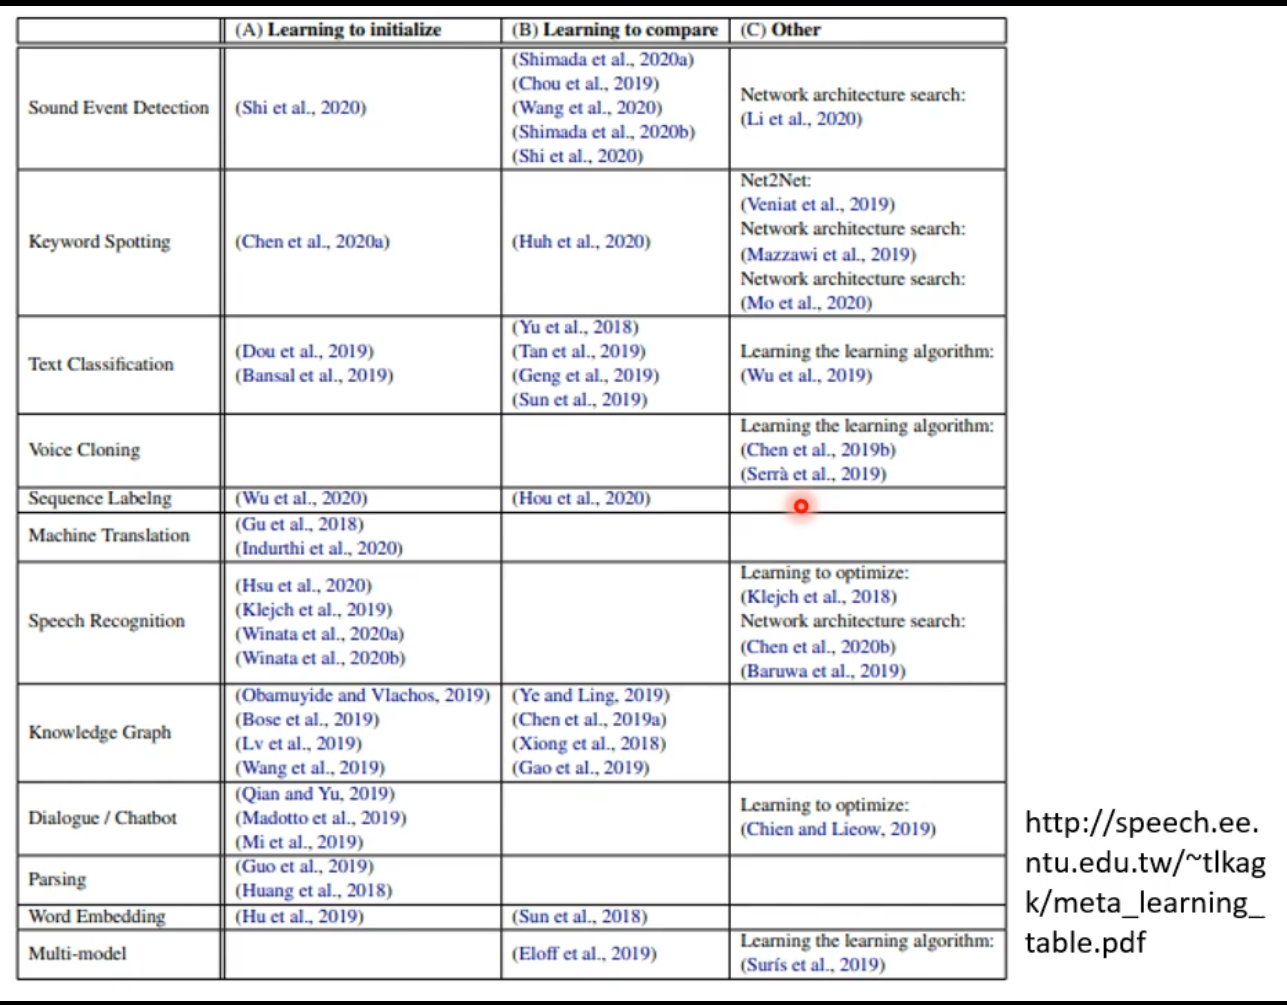 (A) Learning to initialize (B) Learning to compare (C) Other
Sound Event Detection
(Shi et al., 2020)
(Shimada et al., 2020a)
(Chou et al., 2019)
(Wang et al., 2020)
(Shimada et al., 2020b)
(Shi et al., 2020)
Network architecture search:
(Li et al., 2020)
Keyword Spotting
(Chen et al., 2020a)
(Huh et al., 2020)
Net2Net:
(Veniat et al., 2019)
Network architecture search:
(Mazzawi et al., 2019)
Network architecture search:
(Mo et al., 2020)
Text Classification
(Dou et al., 2019)
(Bansal et al., 2019)
(Yu et al., 2018)
(Tan et al., 2019)
(Geng et al., 2019)
(Sun et al., 2019)
Learning the learning algorithm:
(Wu et al., 2019)
Voice Cloning
Learning the learning algorithm:
(Chen et al., 2019b)
(Serrà et al., 2019)
Sequence Labelng
(Wu et al., 2020)
(Hou et al., 2020)
Machine Translation
(Gu et al., 2018)
(Indurthi et al., 2020)
Speech Recognition
(Hsu et al., 2020)
(Klejch et al., 2019)
(Winata et al., 2020a)
(Winata et al., 2020b)
Learning to optimize:
(Klejch et al., 2018)
Network architecture search:
(Chen et al., 2020b)
(Baruwa et al., 2019)
Knowledge Graph
(Obamuyide and Vlachos, 2019)
(Bose et al., 2019)
(Lv et al., 2019)
(Wang et al., 2019)
(Ye and Ling, 2019)
(Chen et al., 2019a)
(Xiong et al., 2018)
(Gao et al., 2019)
Dialogue / Chatbot
(Qian and Yu, 2019)
(Madotto et al., 2019)
(Mi et al., 2019)
Learning to optimize:
(Chien and Lieow, 2019)
Parsing
(Guo et al., 2019)
(Huang et al., 2018)
Word Embedding
(Hu et al., 2019)
(Sun et al., 2018)
Multi-model
(Eloff et al., 2019)
Learning the learning algorithm:
(Surís et al., 2019)
http://speech.ee.
ntu.edu.tw/~tlkag
k/meta_learning_
table.pdf